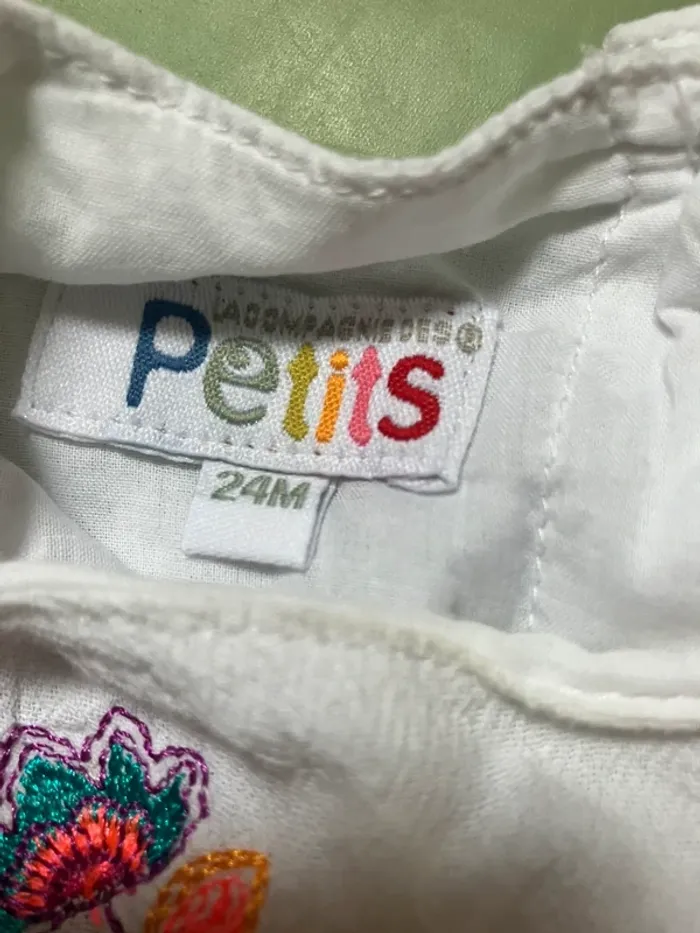 LA COMPAGNIE DES ®
Petits
24M